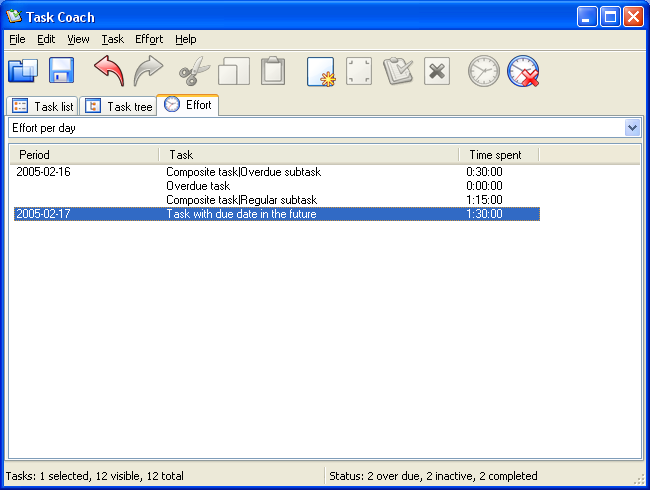 Task Coach
File Edit View Task Effort Help
Task list Task tree Effort
Effort per day
Period Task Time spent
2005-02-16 Composite task|Overdue subtask 0:30:00
Overdue task 0:00:00
Composite task|Regular subtask 1:15:00
2005-02-17 Task with due date in the future 1:30:00
Tasks: 1 selected, 12 visible, 12 total Status: 2 over due, 2 inactive, 2 completed